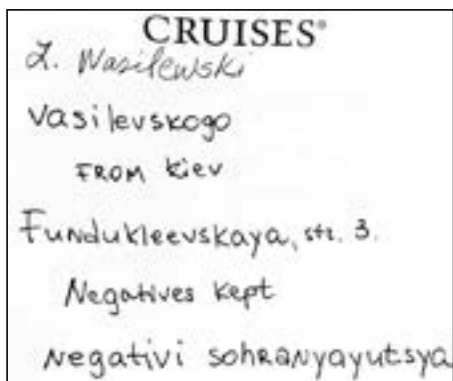 CRUISES®
L. Wasilewski
Vasilevskogo
FROM Kiev
Fundukleevskaya, str. 3.
Negatives kept
Negativi sohranyayutsya